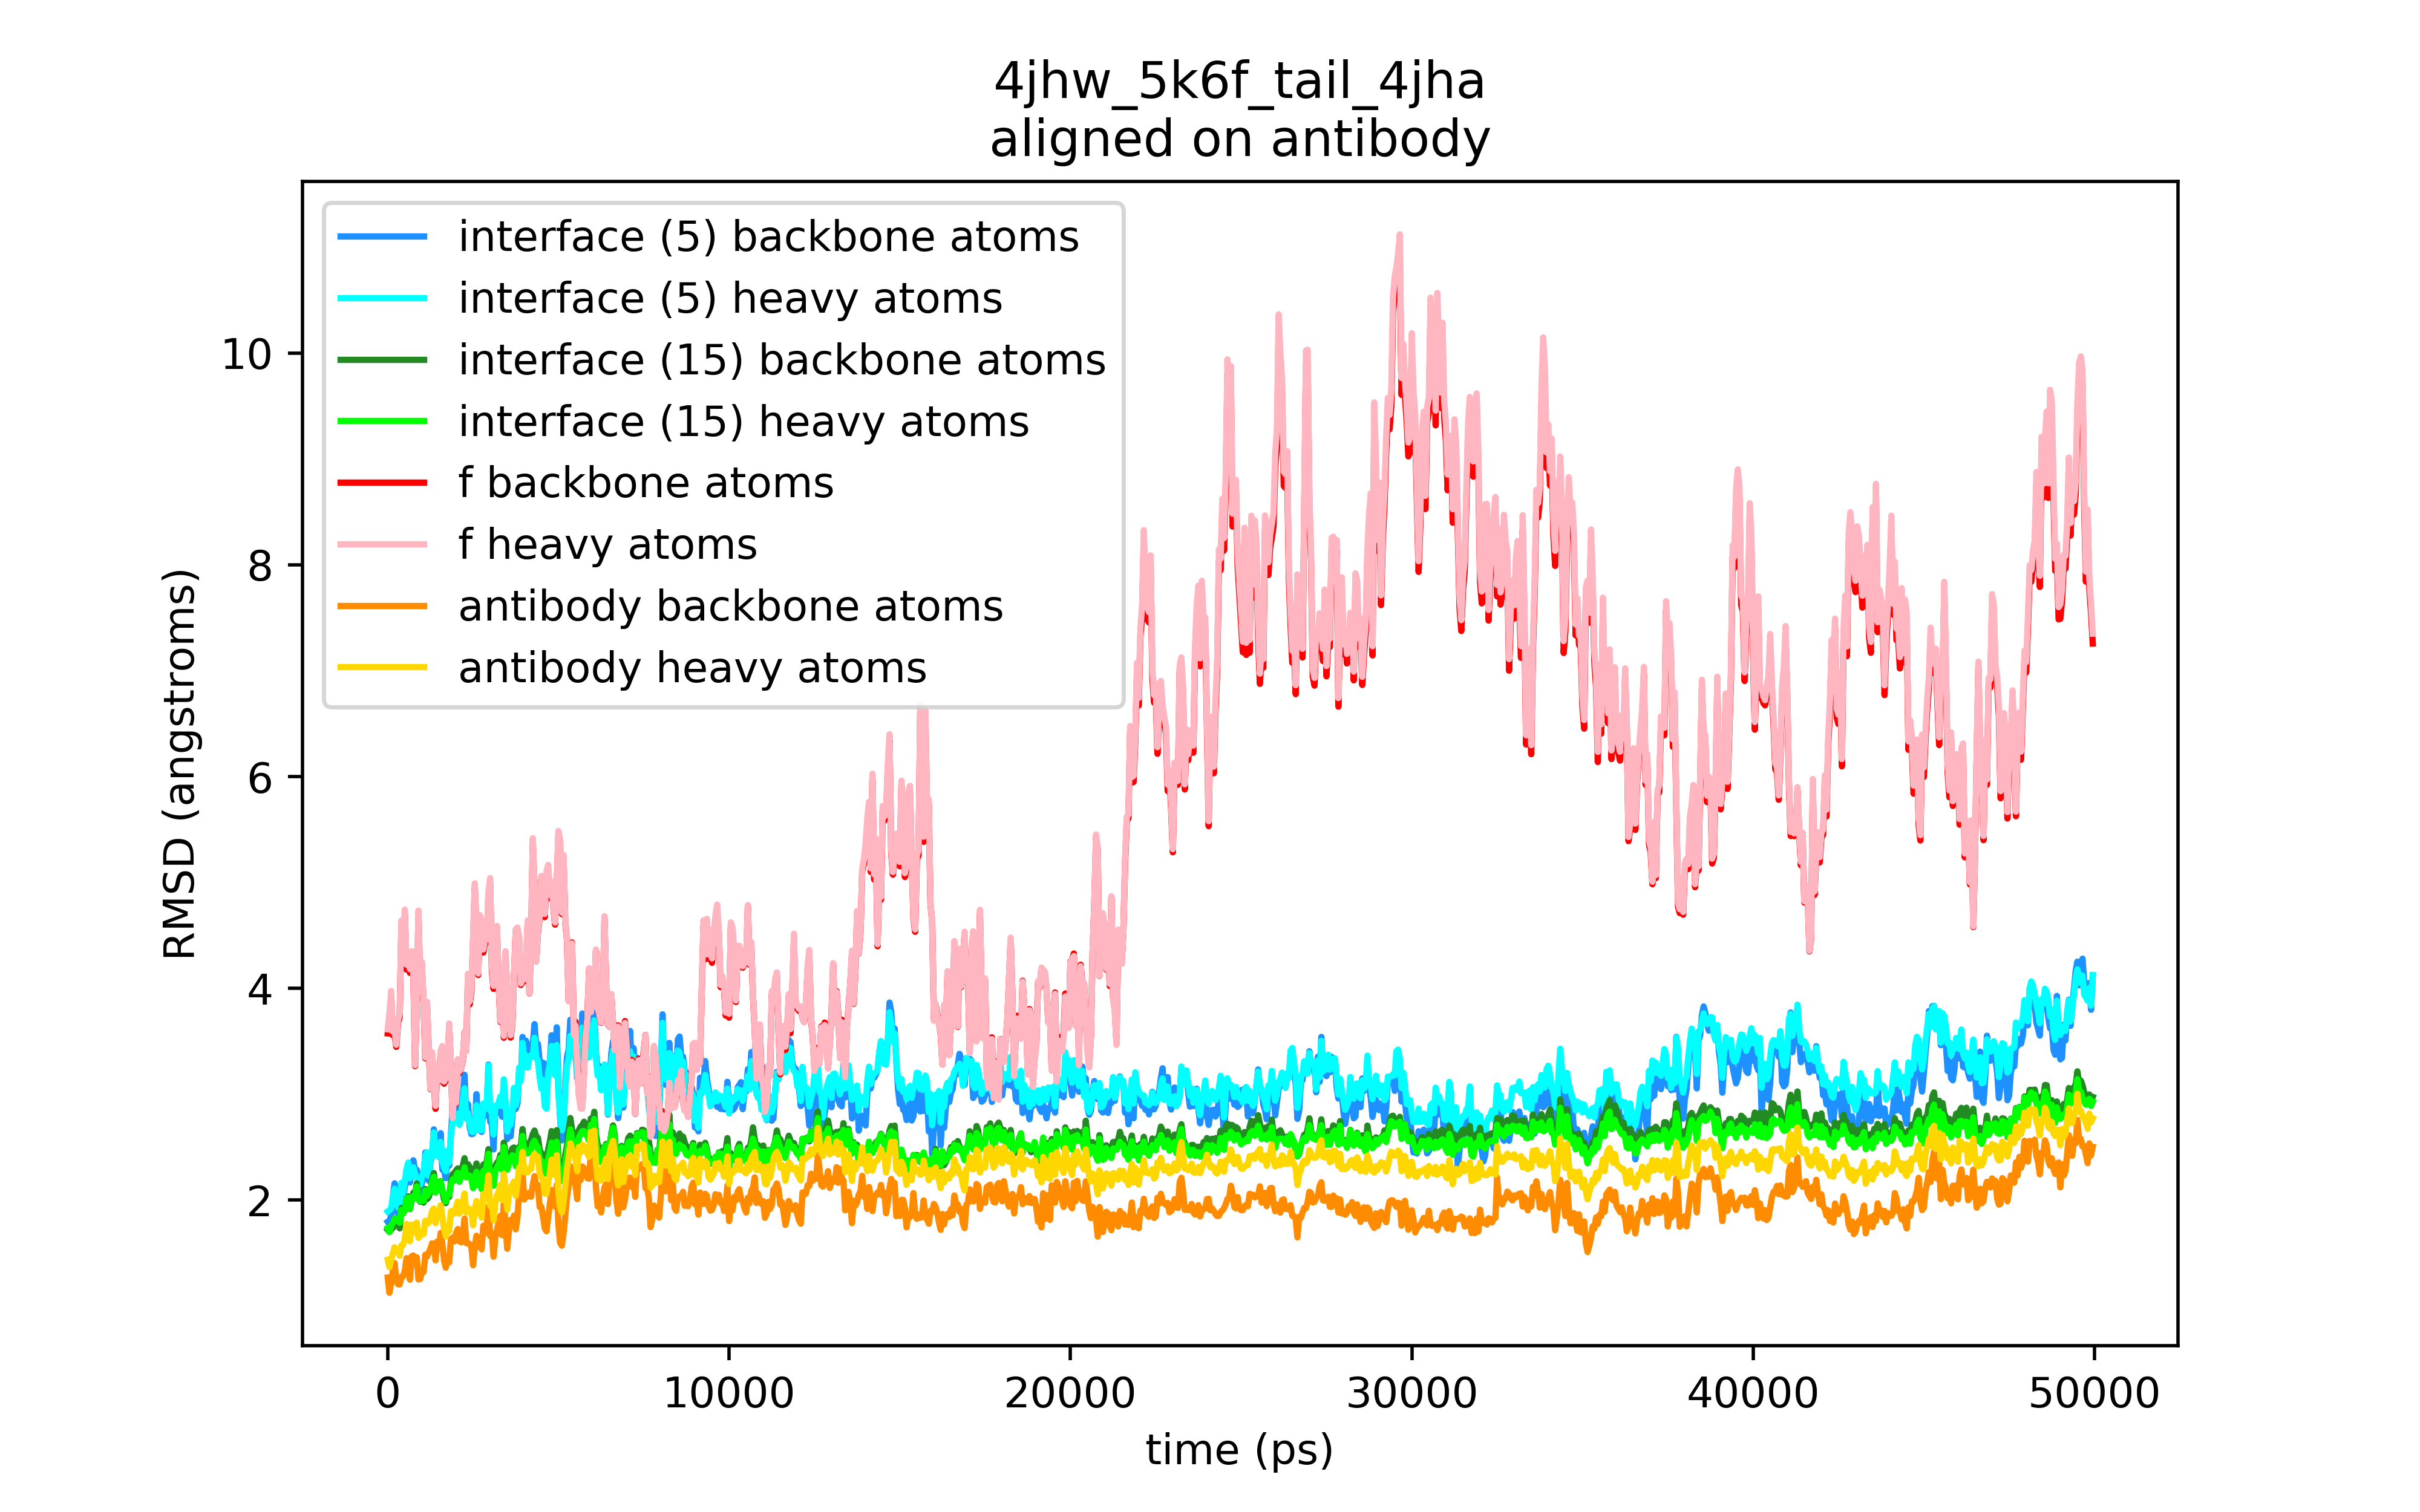 4jhw_5k6f_tail_4jha
aligned on antibody
interface (5) backbone atoms
interface (5) heavy atoms
interface (15) backbone atoms
interface (15) heavy atoms
f backbone atoms
f heavy atoms
antibody backbone atoms
antibody heavy atoms
RMSD (angstroms)
10
8
6
4
2
0 10000 20000 30000 40000 50000
time (ps)